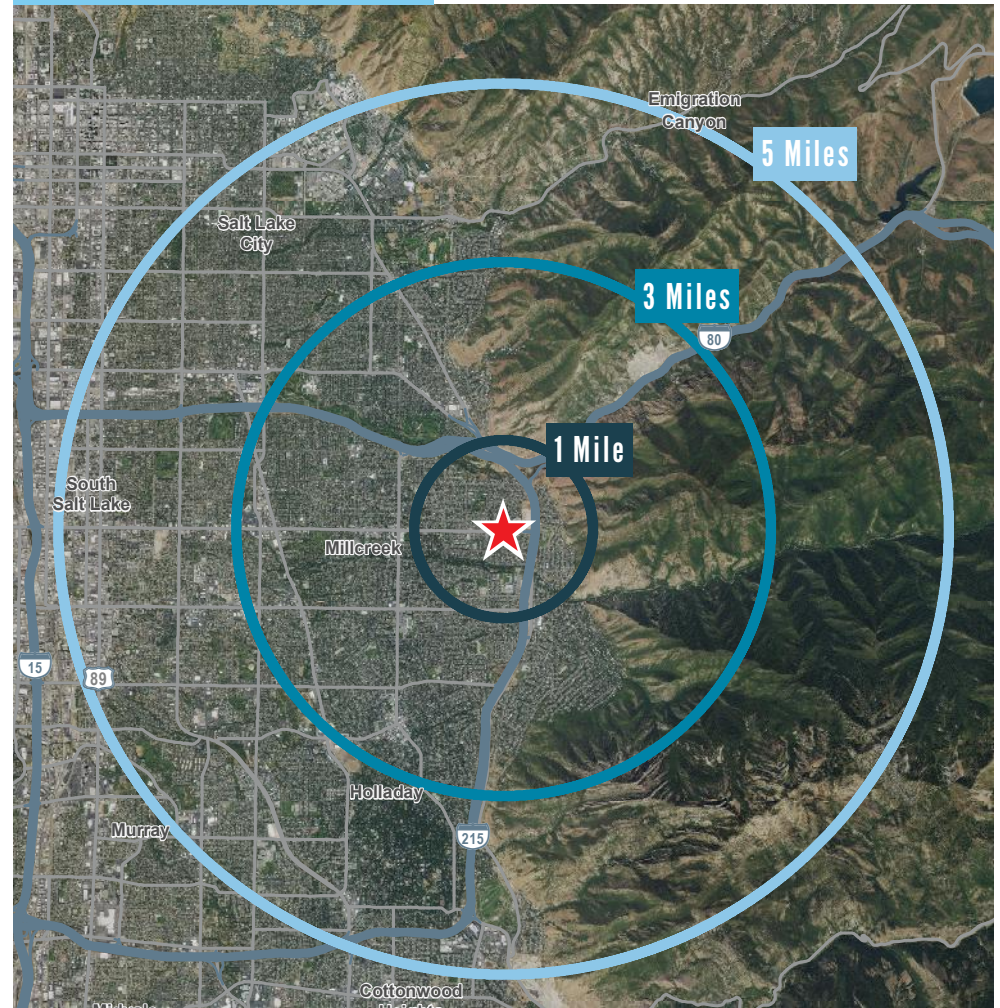 Emigration
Canyon
5 Miles
Salt Lake
City
3 Miles
80
1 Mile
South
Salt Lake
Millcreek
15
89
Holladay
Murray
215
Cottonwood